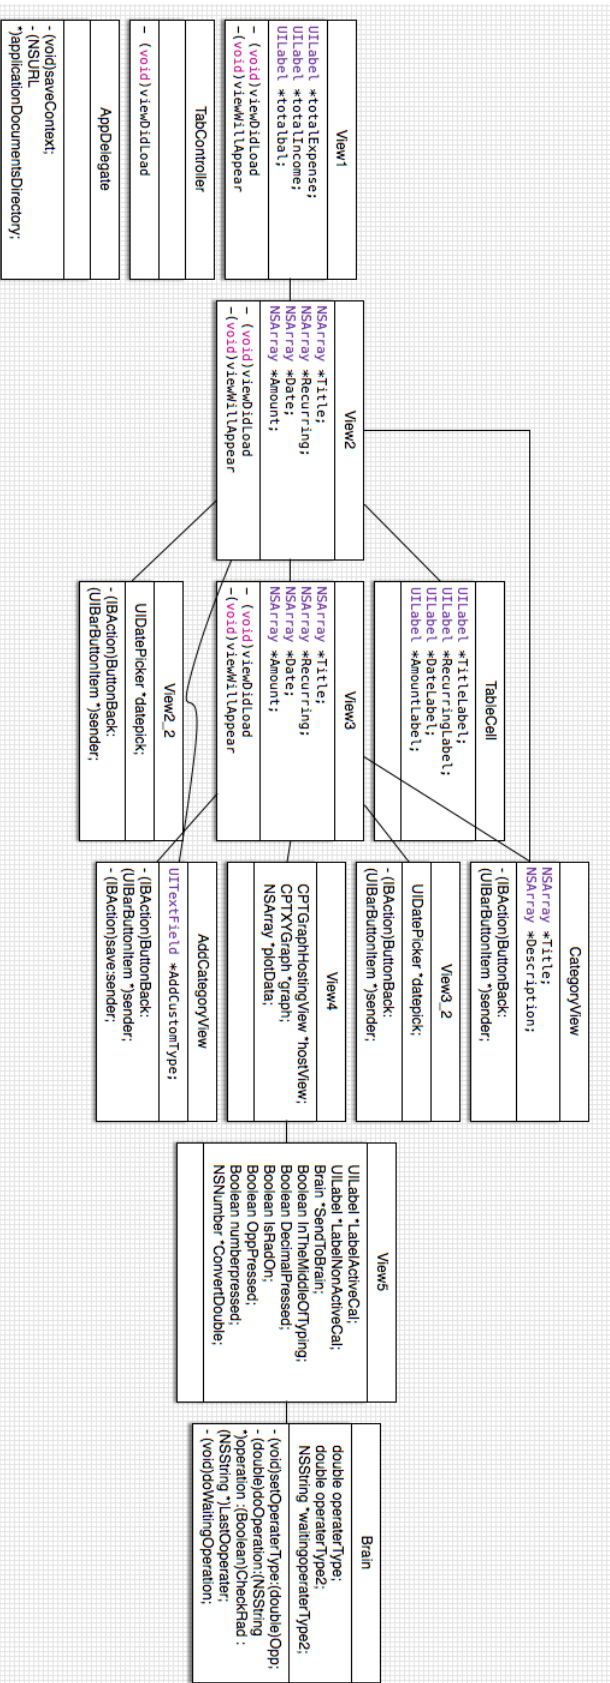 View1
UILabel *totalExpense;
UILabel *totalIncome;
UILabel *totalbal;
- (void)viewDidLoad
-(void)viewWillAppear
TabController
- (void)viewDidLoad
AppDelegate
- (void)saveContext;
- (NSURL
*)applicationDocumentsDirectory;
View2
NSArray *Title;
NSArray *Recurring;
NSArray *Date;
NSArray *Amount;
- (void)viewDidLoad
-(void)viewWillAppear
TableCell
UILabel *TitleLabel;
UILabel *RecurringLabel;
UILabel *DateLabel;
UILabel *AmountLabel;
View3
NSArray *Title;
NSArray *Recurring;
NSArray *Date;
NSArray *Amount;
- (void)viewDidLoad
-(void)viewWillAppear
View2_2
UIDatePicker *datepick;
- (IBAction)ButtonBack:
(UIBarButtonItem *)sender;
CategoryView
NSArray *Title;
NSArray *Description;
- (IBAction)ButtonBack:
(UIBarButtonItem *)sender;
View3_2
UIDatePicker *datepick;
- (IBAction)ButtonBack:
(UIBarButtonItem *)sender;
View4
CPTGraphHostingView *hostView;
CPTXYGraph *graph;
NSArray *plotData;
AddCategoryView
UITextField *AddCustomType;
- (IBAction)ButtonBack:
(UIBarButtonItem *)sender;
- (IBAction)save:sender;
View5
UILabel *LabelActiveCal;
UILabel *LabelNonActiveCal;
Brain *SendToBrain;
Boolean InTheMiddleOfTyping;
Boolean DecimalPressed;
Boolean IsRadOn;
Boolean OppPressed;
Boolean numberpressed;
NSNumber *ConvertDouble;
Brain
double operaterType;
double operaterType2;
NSString *waitingoperaterType2;
- (void)setOperaterType:(double)Opp;
- (double)doOperation:(NSString
*)operation :(Boolean)CheckRad :
(NSString *)LastOoperater;
- (void)doWaitingOperation;